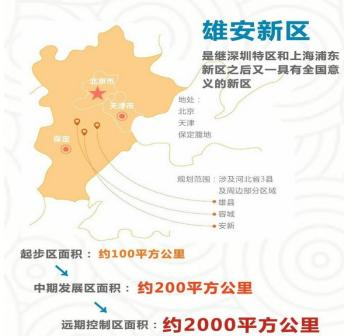 雄安新区
是继深圳特区和上海浦东
新区之后又一具有全国意
义的新区
北京市
天津市
保定
地处：
北京
天津
保定腹地
规划范围：涉及河北省3县
及周边部分区域
雄县
容城
安新
起步区面积：约100平方公里
中期发展区面积：约200平方公里
远期控制区面积：约2000平方公里